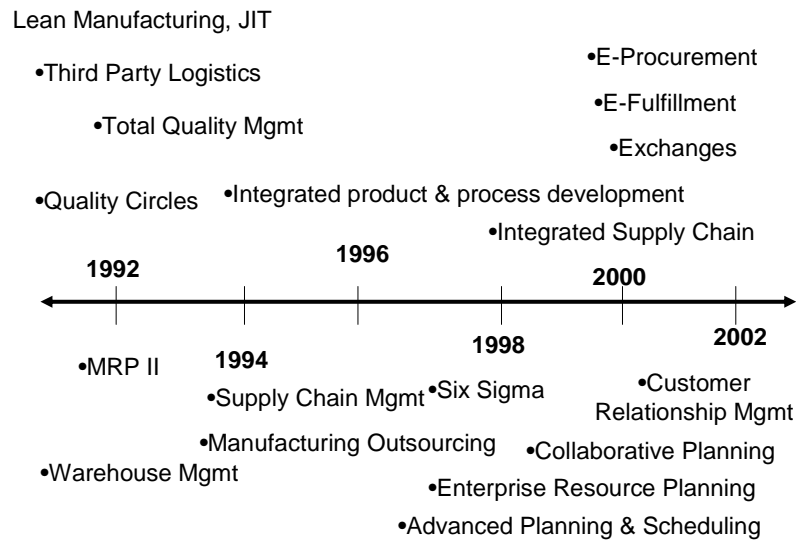 Lean Manufacturing, JIT
•E-Procurement
•Third Party Logistics
•E-Fulfillment
•Total Quality Mgmt
•Exchanges
•Quality Circles
•Integrated product & process development
•Integrated Supply Chain
1992
1996
2000
1994
1998
2002
•MRP II
•Supply Chain Mgmt
•Six Sigma
•Customer
Relationship Mgmt
•Manufacturing Outsourcing
•Collaborative Planning
•Warehouse Mgmt
•Enterprise Resource Planning
•Advanced Planning & Scheduling